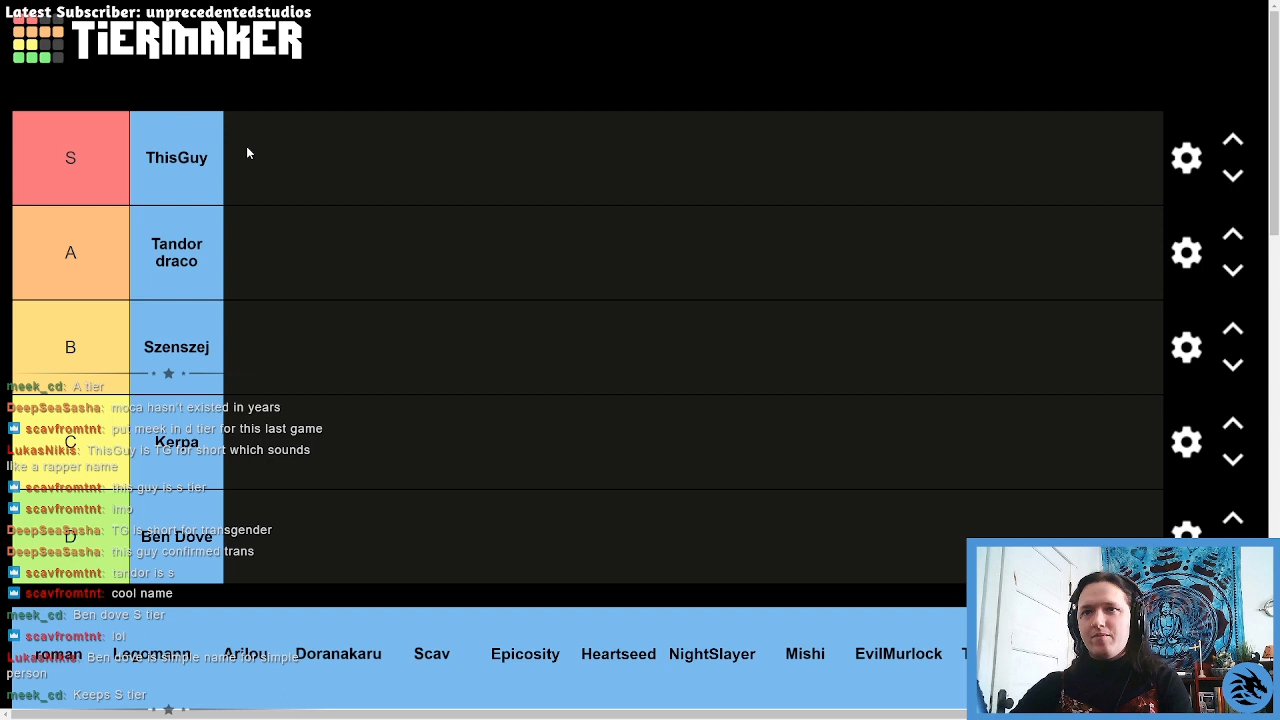 Latest Subscriber: unprecedentedstudios
TiERMAKER
S
ThisGuy
A
Tandor
draco
B
Szenszej
C
Kerpa
D
Ben Dove
meek_cd: A tier
DeepSeaSasha: moca hasn't existed in years
scavfromtnt: put meek in d tier for this last game
LukasNikis: ThisGuy is TG for short which sounds
like a rapper name
scavfromtnt: this guy is s tier
scavfromtnt: imo
DeepSeaSasha: TG is short for transgender
DeepSeaSasha: this guy confirmed trans
scavfromtnt: tandor is s
scavfromtnt: cool name
meek_cd: Ben dove S tier
scavfromtnt: lol
LukasNikis: Ben dove is simple name for simple
person
meek_cd: Keeps S tier
roman
Arilou
Doranakaru
Scav
Epicosity
Heartseed
NightSlayer
Mishi
EvilMurlock